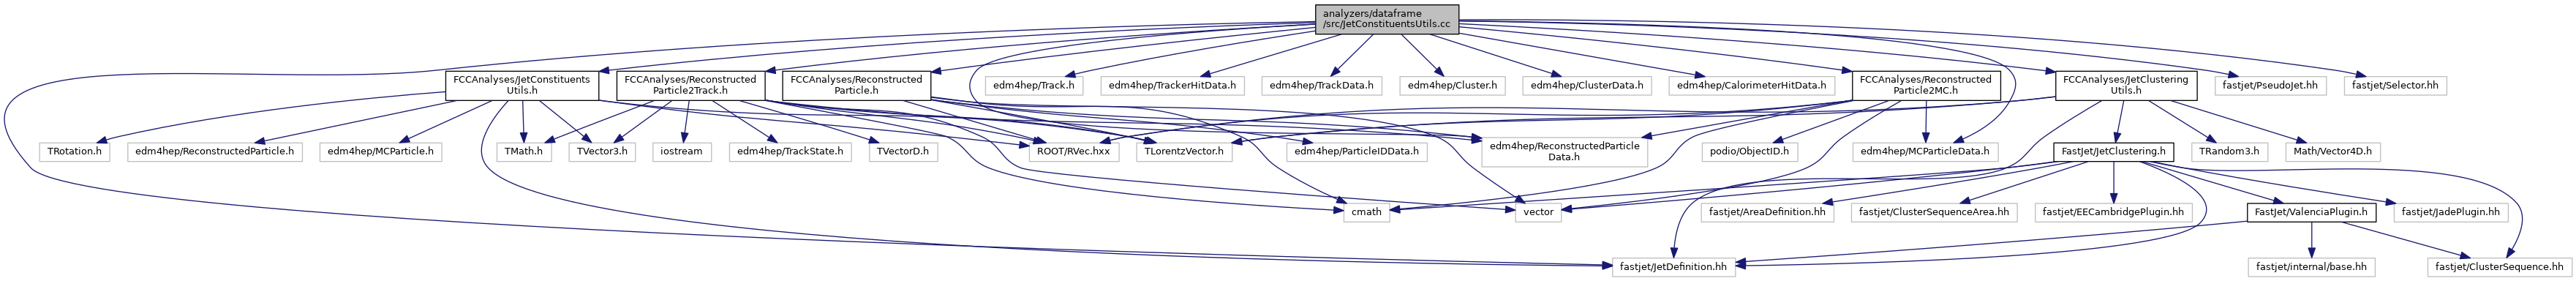 analyzers/dataframe
/src/JetConstituentsUtils.cc
FCCAnalyses/JetConstituents
Utils.h
FCCAnalyses/Reconstructed
Particle2Track.h
FCCAnalyses/Reconstructed
Particle.h
edm4hep/Track.h
edm4hep/TrackerHitData.h
edm4hep/TrackData.h
edm4hep/Cluster.h
edm4hep/ClusterData.h
edm4hep/CalorimeterHitData.h
FCCAnalyses/Reconstructed
Particle2MC.h
FCCAnalyses/JetClustering
Utils.h
fastjet/PseudoJet.hh
fastjet/Selector.hh
TRotation.h
edm4hep/ReconstructedParticle.h
edm4hep/MCParticle.h
TMath.h
TVector3.h
iostream
edm4hep/TrackState.h
TVectorD.h
ROOT/RVec.hxx
TLorentzVector.h
edm4hep/ParticleIDData.h
edm4hep/ReconstructedParticle
Data.h
podio/ObjectID.h
edm4hep/MCParticleData.h
FastJet/JetClustering.h
TRandom3.h
Math/Vector4D.h
cmath
vector
fastjet/AreaDefinition.hh
fastjet/ClusterSequenceArea.hh
fastjet/EECambridgePlugin.hh
FastJet/ValenciaPlugin.h
fastjet/JadePlugin.hh
fastjet/JetDefinition.hh
fastjet/internal/base.hh
fastjet/ClusterSequence.hh